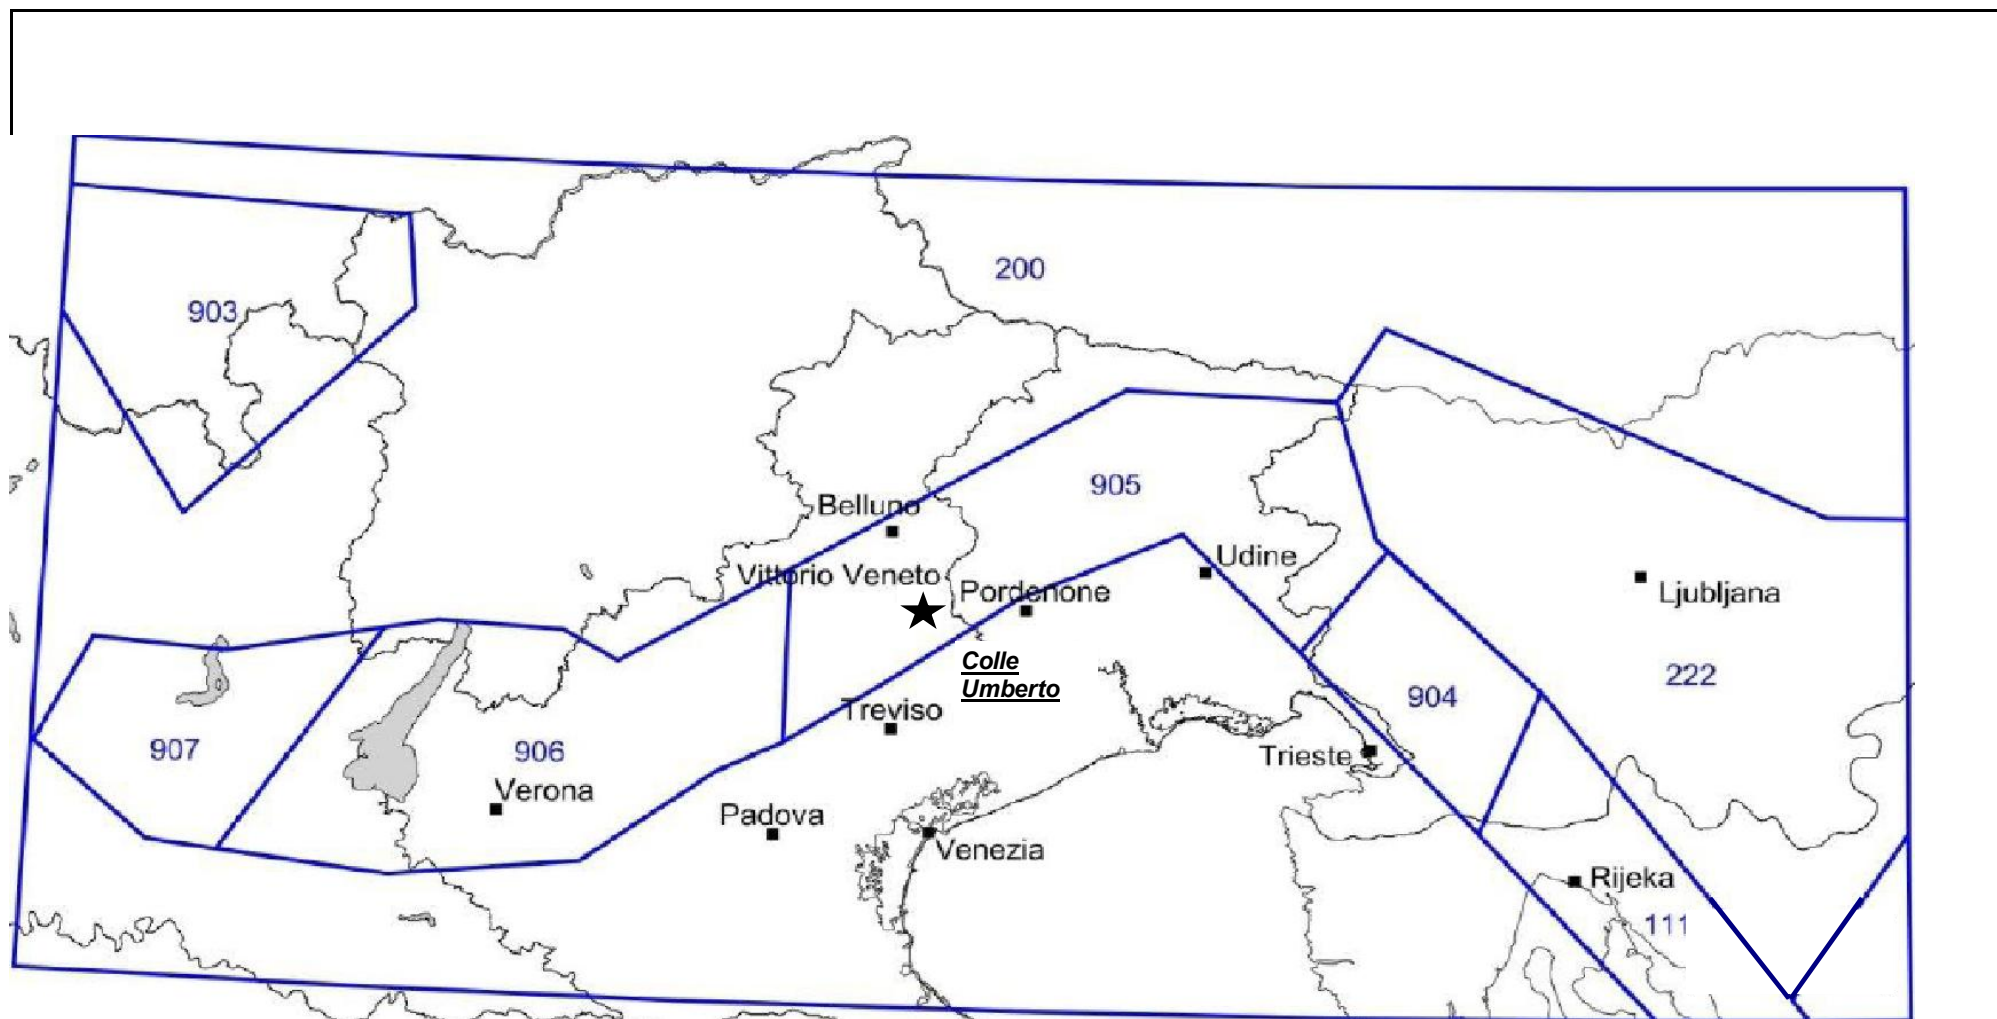 200
903
905
Belluno
Udine
Vittorio Veneto
Pordenone
Ljubljana
Colle
Umberto
222
904
Treviso
907
906
Trieste
Verona
Padova
Venezia
Rijeka
111